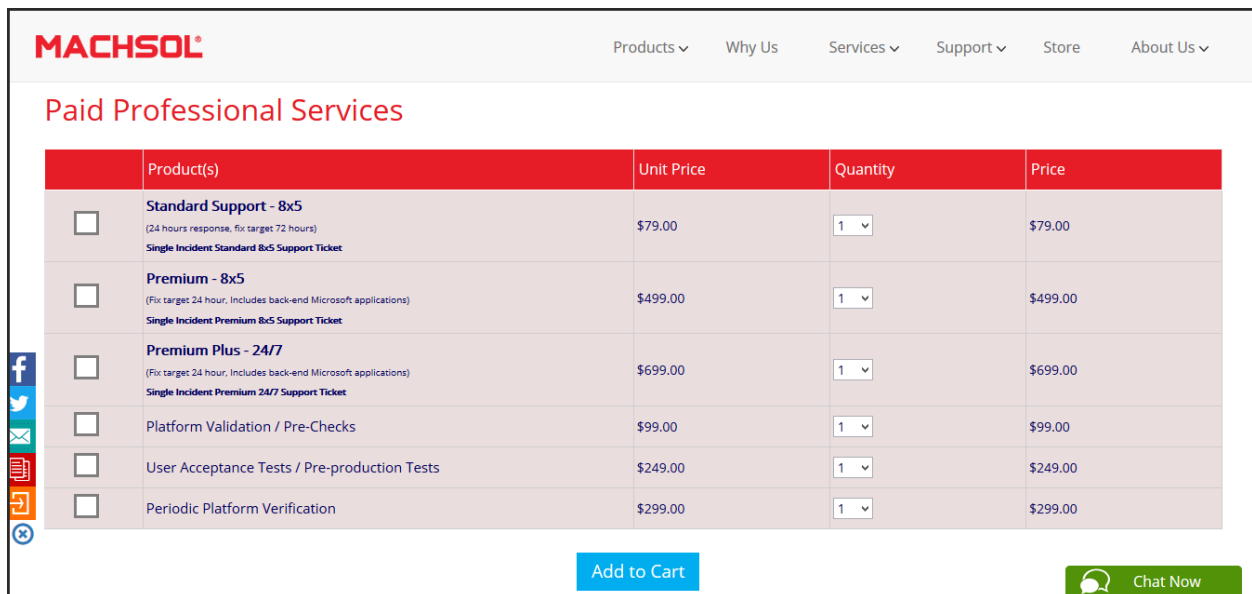 MACHSOL®
Products Why Us Services Support Store About Us
Paid Professional Services
Product(s) Unit Price Quantity Price
Standard Support - 8x5
(24 hours response, fix target 72 hours)
Single Incident Standard 8x5 Support Ticket
$79.00 1 $79.00
Premium - 8x5
(Fix target 24 hour, Includes back-end Microsoft applications)
Single Incident Premium 8x5 Support Ticket
$499.00 1 $499.00
Premium Plus - 24/7
(Fix target 24 hour, Includes back-end Microsoft applications)
Single Incident Premium 24/7 Support Ticket
$699.00 1 $699.00
Platform Validation / Pre-Checks $99.00 1 $99.00
User Acceptance Tests / Pre-production Tests $249.00 1 $249.00
Periodic Platform Verification $299.00 1 $299.00
Add to Cart
Chat Now